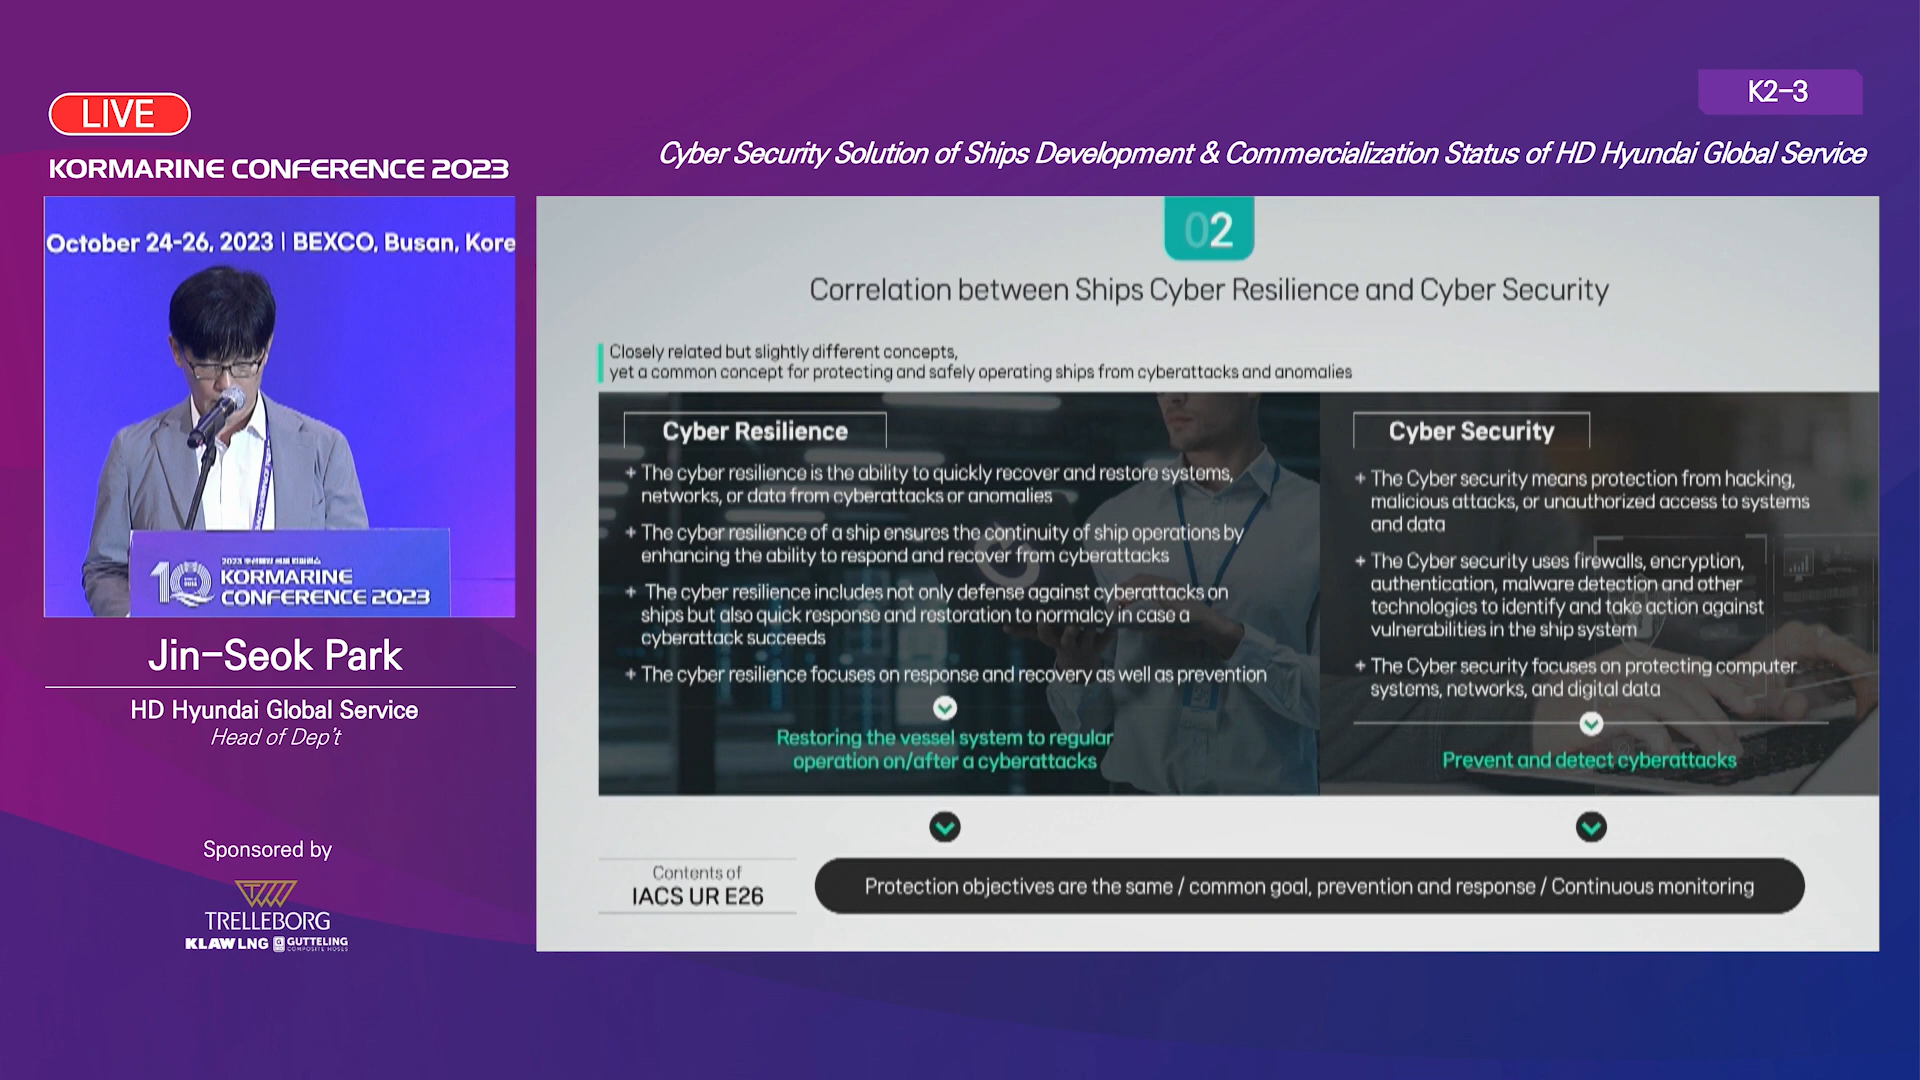 K2-3
LIVE
KORMARINE CONFERENCE 2023
Cyber Security Solution of Ships Development & Commercialization Status of HD Hyundai Global Service
October 24-26, 2023 | BEXCO, Busan, Kore
10
KORMARINE
CONFERENCE 2023
Jin-Seok Park
HD Hyundai Global Service
Head of Dep't
Sponsored by
TRELLEBORG
KLAW LNG GUTTELING
COMPOSITE HOSES
02
Correlation between Ships Cyber Resilience and Cyber Security
Closely related but slightly different concepts,
yet a common concept for protecting and safely operating ships from cyberattacks and anomalies
Cyber Resilience
+ The cyber resilience is the ability to quickly recover and restore systems,
networks, or data from cyberattacks or anomalies
+ The cyber resilience of a ship ensures the continuity of ship operations by
enhancing the ability to respond and recover from cyberattacks
+ The cyber resilience includes not only defense against cyberattacks on
ships but also quick response and restoration to normalcy in case a
cyberattack succeeds
+ The cyber resilience focuses on response and recovery as well as prevention
Restoring the vessel system to regular
operation on/after a cyberattacks
Cyber Security
+ The Cyber security means protection from hacking,
malicious attacks, or unauthorized access to systems
and data
+ The Cyber security uses firewalls, encryption,
authentication, malware detection and other
technologies to identify and take action against
vulnerabilities in the ship system
+ The Cyber security focuses on protecting computer
systems, networks, and digital data
Prevent and detect cyberattacks
Contents of
IACS UR E26
Protection objectives are the same / common goal, prevention and response / Continuous monitoring